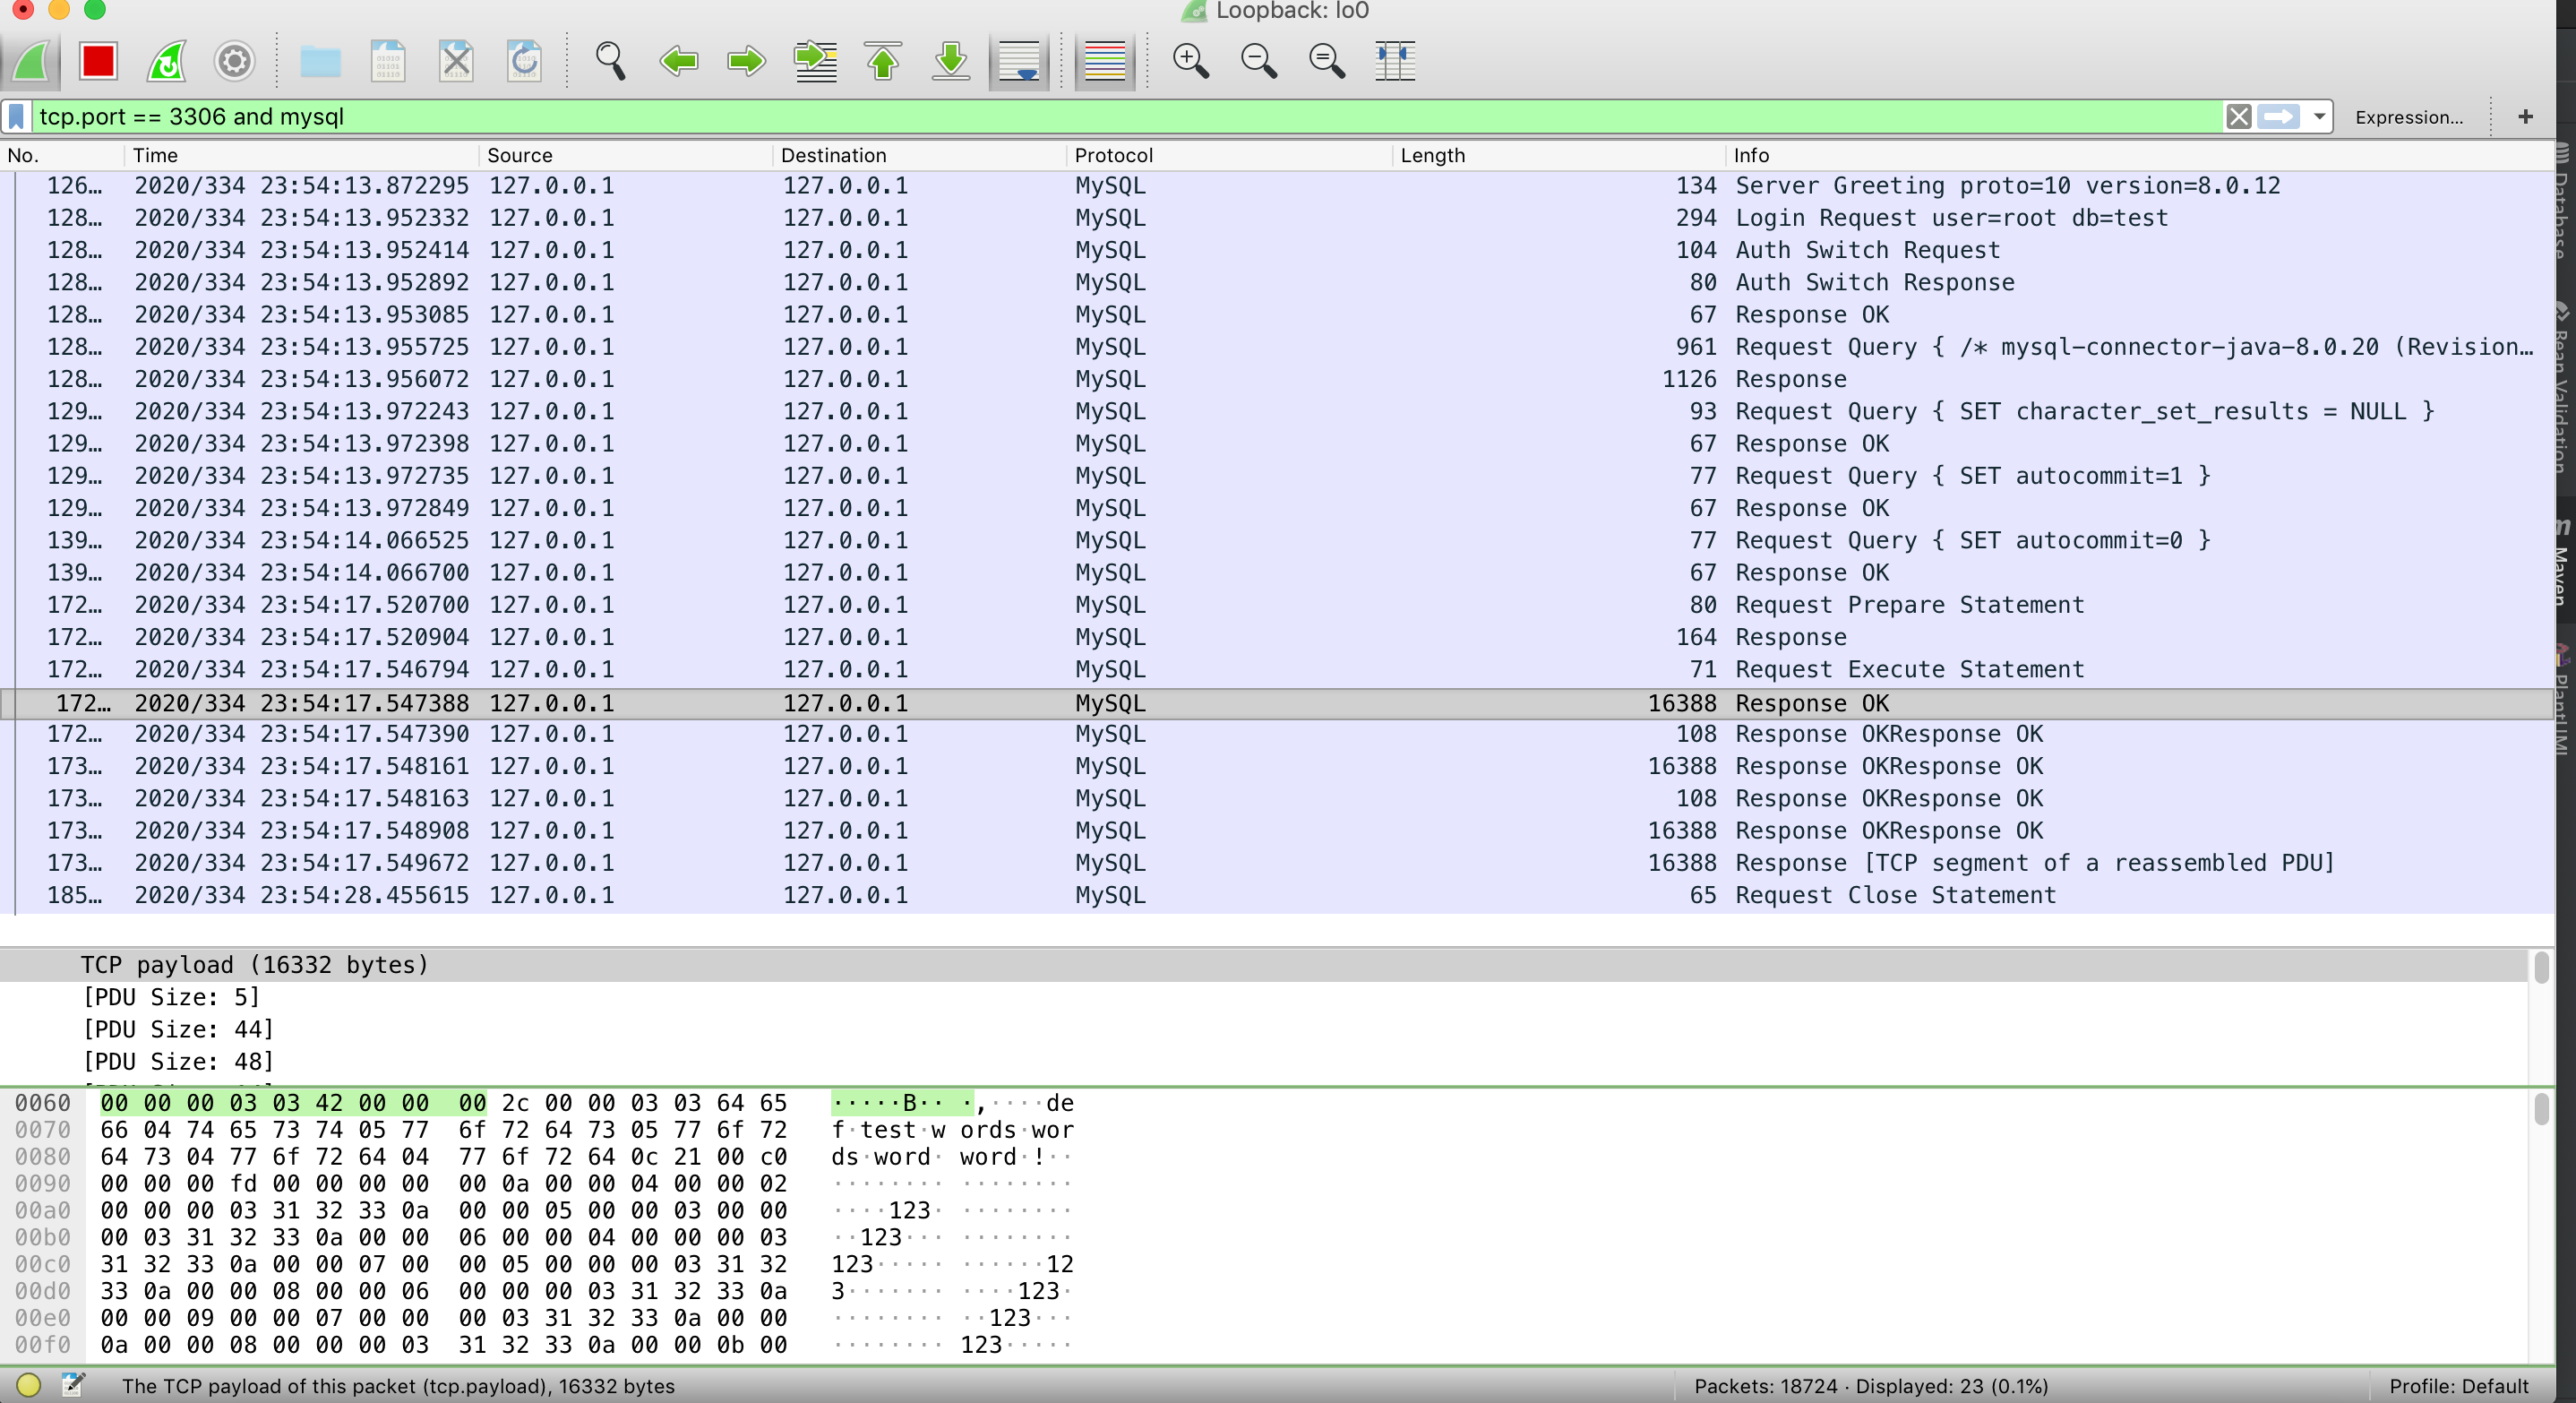 Loopback: lo0
tcp.port == 3306 and mysql
Expression...
+
No. Time Source Destination Protocol Length Info
126… 2020/334 23:54:13.872295 127.0.0.1 127.0.0.1 MySQL 134 Server Greeting proto=10 version=8.0.12
128… 2020/334 23:54:13.952332 127.0.0.1 127.0.0.1 MySQL 294 Login Request user=root db=test
128… 2020/334 23:54:13.952414 127.0.0.1 127.0.0.1 MySQL 104 Auth Switch Request
128… 2020/334 23:54:13.952892 127.0.0.1 127.0.0.1 MySQL 80 Auth Switch Response
128… 2020/334 23:54:13.953085 127.0.0.1 127.0.0.1 MySQL 67 Response OK
128… 2020/334 23:54:13.955725 127.0.0.1 127.0.0.1 MySQL 961 Request Query { /* mysql-connector-java-8.0.20 (Revision…
128… 2020/334 23:54:13.956072 127.0.0.1 127.0.0.1 MySQL 1126 Response
129… 2020/334 23:54:13.972243 127.0.0.1 127.0.0.1 MySQL 93 Request Query { SET character_set_results = NULL }
129… 2020/334 23:54:13.972398 127.0.0.1 127.0.0.1 MySQL 67 Response OK
129… 2020/334 23:54:13.972735 127.0.0.1 127.0.0.1 MySQL 77 Request Query { SET autocommit=1 }
129… 2020/334 23:54:13.972849 127.0.0.1 127.0.0.1 MySQL 67 Response OK
139… 2020/334 23:54:14.066525 127.0.0.1 127.0.0.1 MySQL 77 Request Query { SET autocommit=0 }
139… 2020/334 23:54:14.066700 127.0.0.1 127.0.0.1 MySQL 67 Response OK
172… 2020/334 23:54:17.520700 127.0.0.1 127.0.0.1 MySQL 80 Request Prepare Statement
172… 2020/334 23:54:17.520904 127.0.0.1 127.0.0.1 MySQL 164 Response
172… 2020/334 23:54:17.546794 127.0.0.1 127.0.0.1 MySQL 71 Request Execute Statement
172… 2020/334 23:54:17.547388 127.0.0.1 127.0.0.1 MySQL 16388 Response OK
172… 2020/334 23:54:17.547390 127.0.0.1 127.0.0.1 MySQL 108 Response OKResponse OK
173… 2020/334 23:54:17.548161 127.0.0.1 127.0.0.1 MySQL 16388 Response OKResponse OK
173… 2020/334 23:54:17.548163 127.0.0.1 127.0.0.1 MySQL 108 Response OKResponse OK
173… 2020/334 23:54:17.548908 127.0.0.1 127.0.0.1 MySQL 16388 Response OKResponse OK
173… 2020/334 23:54:17.549672 127.0.0.1 127.0.0.1 MySQL 16388 Response [TCP segment of a reassembled PDU]
185… 2020/334 23:54:28.455615 127.0.0.1 127.0.0.1 MySQL 65 Request Close Statement
TCP payload (16332 bytes)
[PDU Size: 5]
[PDU Size: 44]
[PDU Size: 48]
0060 00 00 00 03 03 42 00 00 00 2c 00 00 03 03 64 65 ·····B·· ·,····de
0070 66 04 74 65 73 74 05 77 6f 72 64 73 05 77 6f 72 f·test·w ords·wor
0080 64 73 04 77 6f 72 64 04 77 6f 72 64 0c 21 00 c0 ds·word· word·!··
0090 00 00 00 fd 00 00 00 00 00 0a 00 00 04 00 00 02 ········ ········
00a0 00 00 00 03 31 32 33 0a 00 00 05 00 00 03 00 00 ····123· ········
00b0 00 03 31 32 33 0a 00 00 06 00 00 04 00 00 00 03 ··123··· ········
00c0 31 32 33 0a 00 00 07 00 00 05 00 00 00 03 31 32 123····· ······12
00d0 33 0a 00 00 08 00 00 06 00 00 00 03 31 32 33 0a 3······· ····123·
00e0 00 00 09 00 00 07 00 00 00 03 31 32 33 0a 00 00 ········ ··123···
00f0 0a 00 00 08 00 00 00 03 31 32 33 0a 00 00 0b 00 ········ 123·····
The TCP payload of this packet (tcp.payload), 16332 bytes
Packets: 18724 · Displayed: 23 (0.1%)
Profile: Default
Database
Bean Validation
Maven
PlantUML